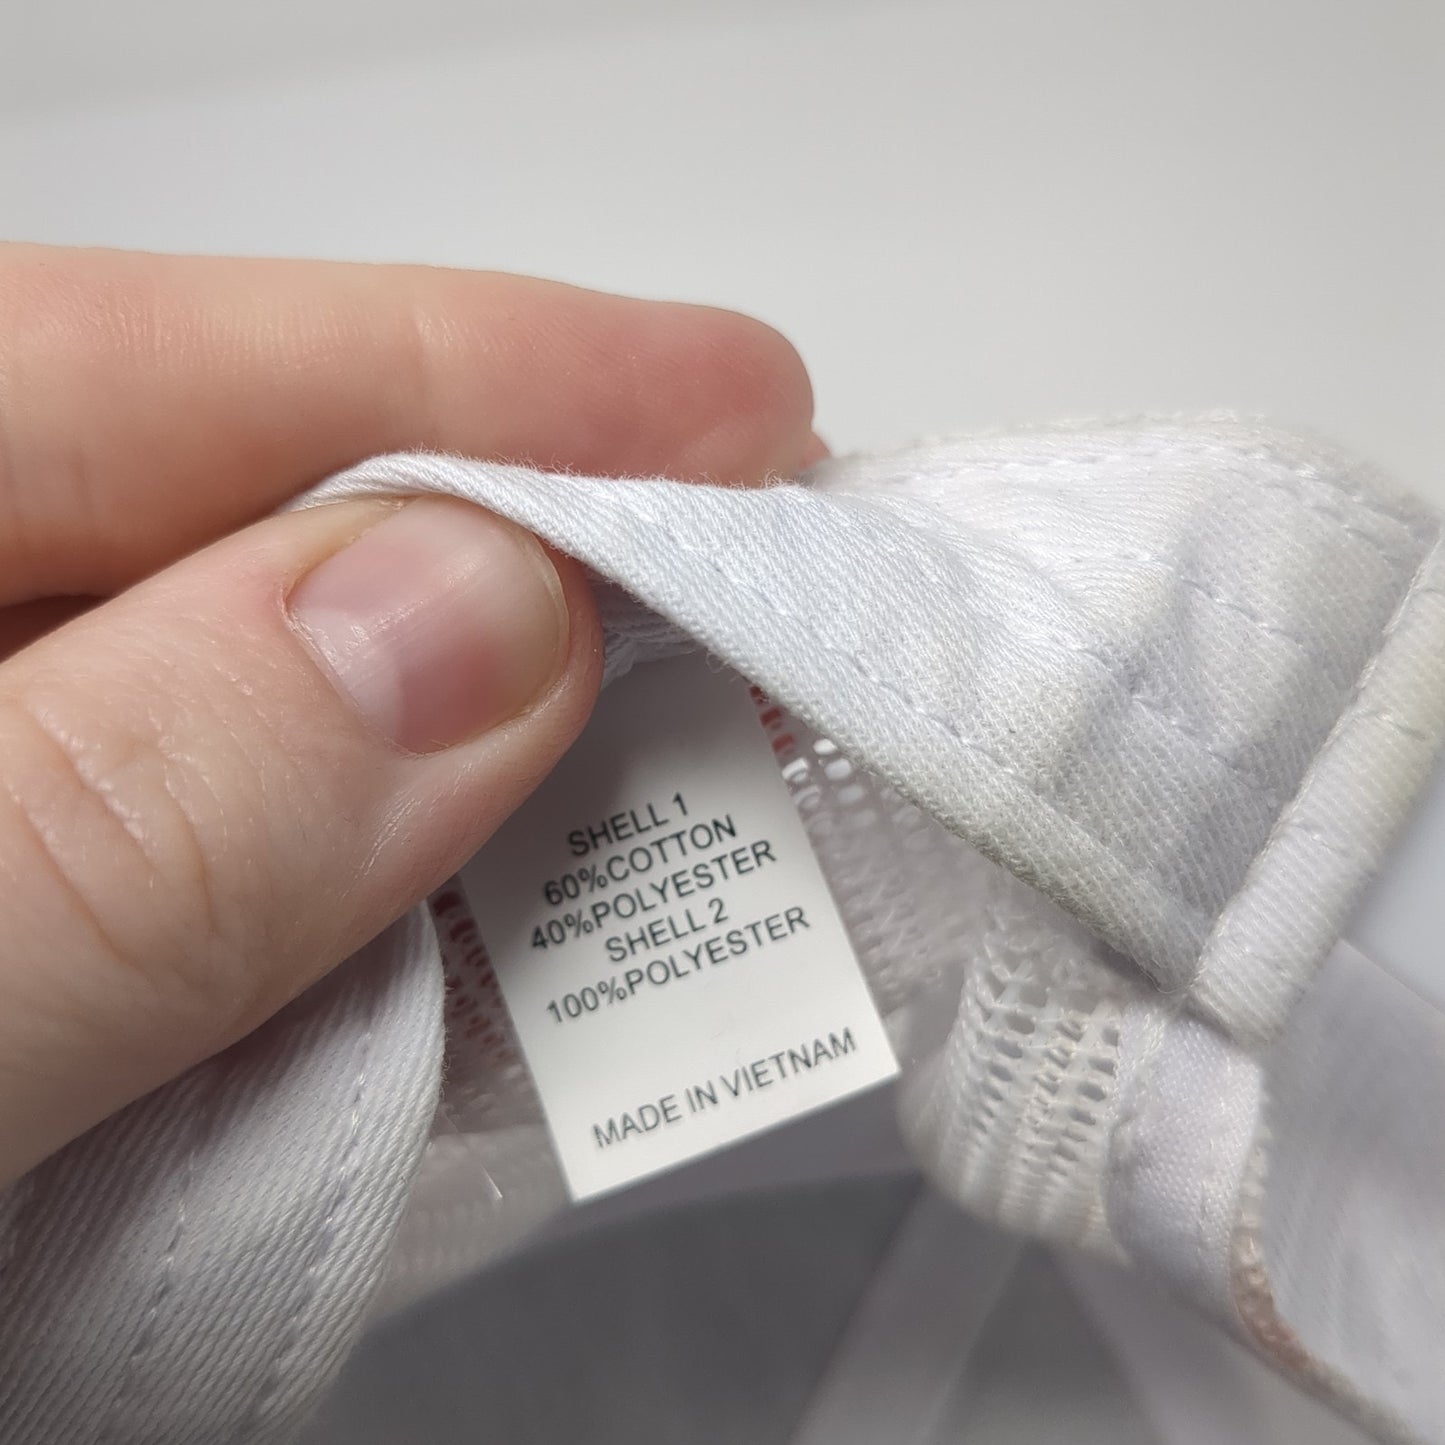 SHELL 1
60%COTTON
40%POLYESTER
SHELL 2
100%POLYESTER
MADE IN VIETNAM